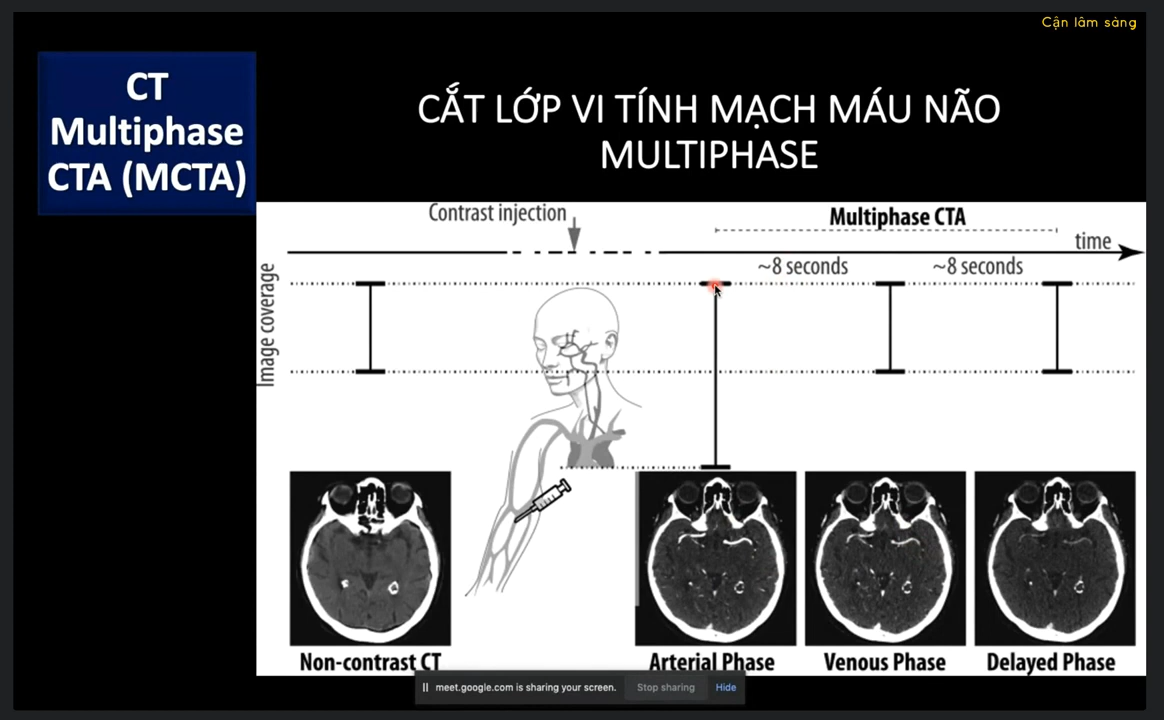 Cận lâm sàng
CT
Multiphase
CTA (MCTA)
CẮT LỚP VI TÍNH MẠCH MÁU NÃO
MULTIPHASE
Contrast injection
Multiphase CTA
time
~8 seconds
~8 seconds
Image coverage
Non-contrast CT
Arterial Phase
Venous Phase
Delayed Phase
meet.google.com is sharing your screen.
Stop sharing
Hide